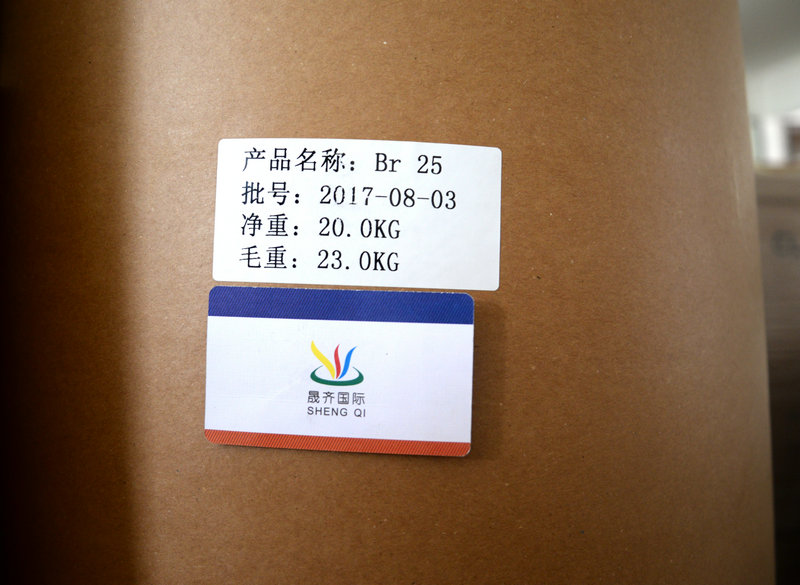 产品名称：Br 25
批号：2017-08-03
净重：20.0KG
毛重：23.0KG
晟齐国际
SHENG QI